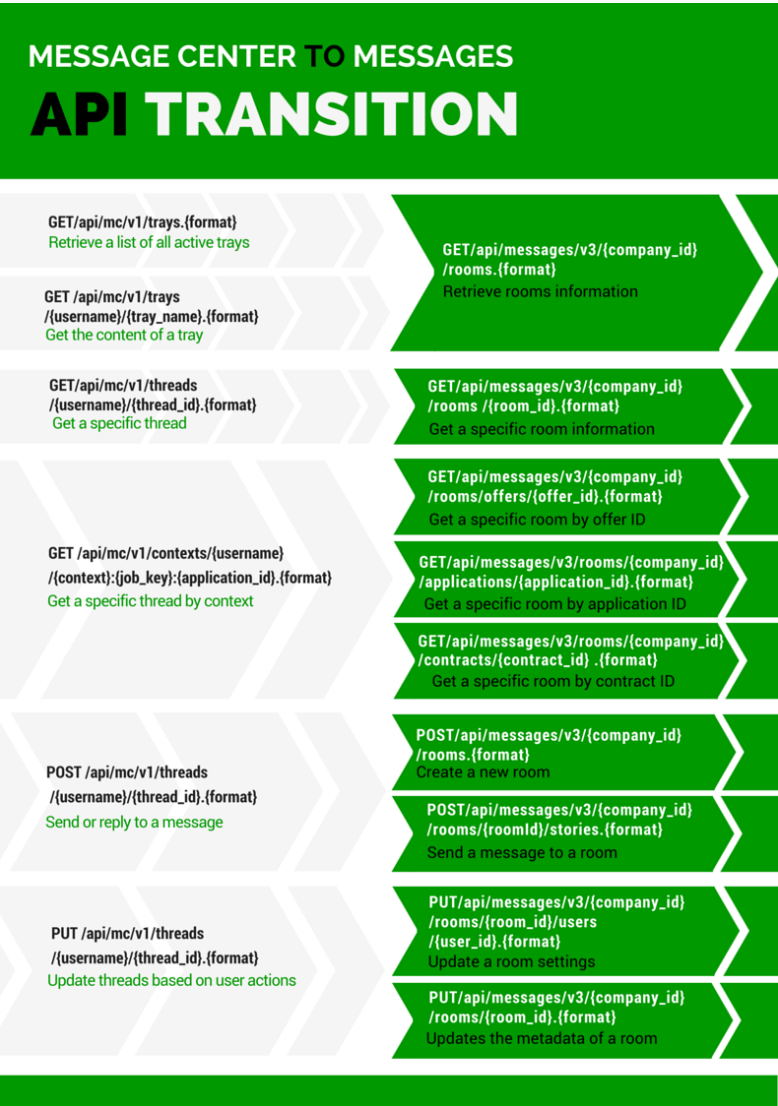 MESSAGE CENTER TO MESSAGES
API TRANSITION
GET/api/mc/v1/trays.{format}
Retrieve a list of all active trays
GET /api/mc/v1/trays
/{username}/{tray_name}.{format}
Get the content of a tray
GET/api/messages/v3/{company_id}
/rooms.{format}
Retrieve rooms information
GET/api/mc/v1/threads
/{username}/{thread_id}.{format}
Get a specific thread
GET/api/messages/v3/{company_id}
/rooms /{room_id}.{format}
Get a specific room information
GET /api/mc/v1/contexts/{username}
/{context}:{job_key}:{application_id}.{format}
Get a specific thread by context
GET/api/messages/v3/{company_id}
/rooms/offers/{offer_id}.{format}
Get a specific room by offer ID
GET/api/messages/v3/rooms/{company_id}
/applications/{application_id}.{format}
Get a specific room by application ID
GET/api/messages/v3/rooms/{company_id}
/contracts/{contract_id} .{format}
Get a specific room by contract ID
POST /api/mc/v1/threads
/{username}/{thread_id}.{format}
Send or reply to a message
POST/api/messages/v3/{company_id}
/rooms.{format}
Create a new room
POST/api/messages/v3/{company_id}
/rooms/{roomId}/stories.{format}
Send a message to a room
PUT /api/mc/v1/threads
/{username}/{thread_id}.{format}
Update threads based on user actions
PUT/api/messages/v3/{company_id}
/rooms/{room_id}/users
/{user_id}.{format}
Update a room settings
PUT/api/messages/v3/{company_id}
/rooms/{room_id}.{format}
Updates the metadata of a room